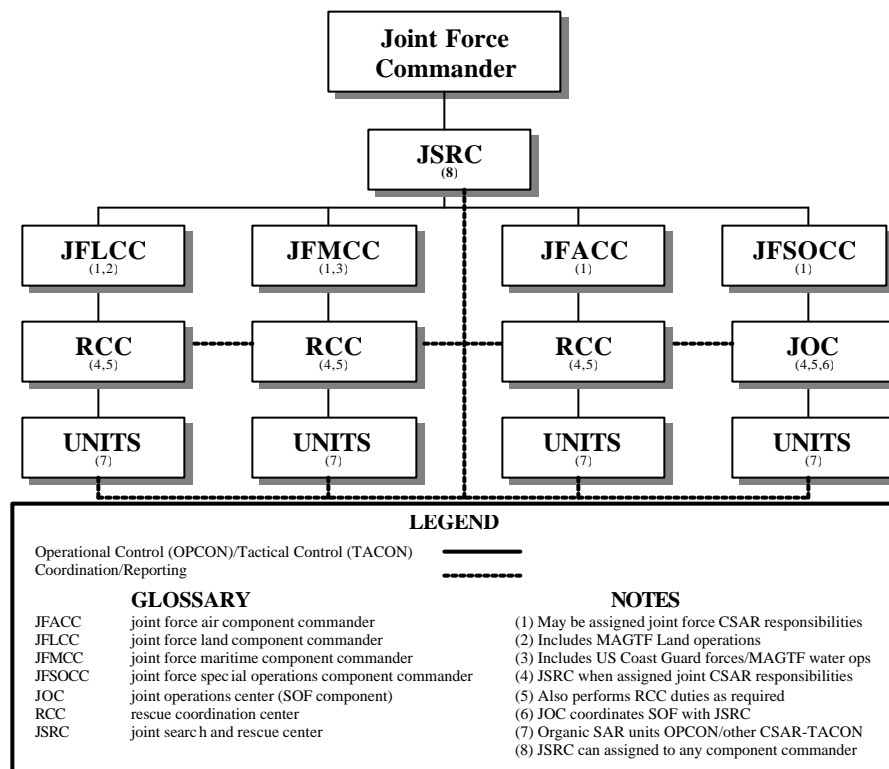 Joint Force
Commander
JSRC
(8)
JFLCC JFMCC JFACC JFSOCC
(1,2) (1,3) (1) (1)
RCC RCC RCC JOC
(4,5) (4,5) (4,5) (4,5,6)
UNITS UNITS UNITS UNITS
(7) (7) (7) (7)
LEGEND
Operational Control (OPCON)/Tactical Control (TACON)
Coordination/Reporting
GLOSSARY
JFACC joint force air component commander
JFLCC joint force land component commander
JFMCC joint force maritime component commander
JFSOCC joint force special operations component commander
JOC joint operations center (SOF component)
RCC rescue coordination center
JSRC joint search and rescue center
NOTES
(1) May be assigned joint force CSAR responsibilities
(2) Includes MAGTF Land operations
(3) Includes US Coast Guard forces/MAGTF water ops
(4) JSRC when assigned joint CSAR responsibilities
(5) Also performs RCC duties as required
(6) JOC coordinates SOF with JSRC
(7) Organic SAR units OPCON/other CSAR-TACON
(8) JSRC can assigned to any component commander